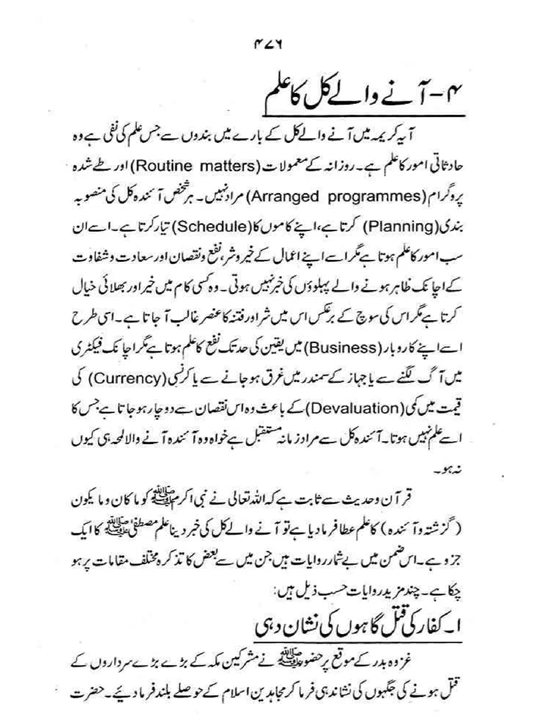 ۴۷۶
۴- آنے والے کل کا علم
آیہ کریمہ میں آنے والے کل کے بارے میں بندوں سے جس علم کی نفی ہے وہ
حادثاتی امور کا علم ہے۔ روزانہ کے معمولات (Routine matters) اور طے شدہ
پروگرام (Arranged programmes) مراد نہیں۔ ہر شخص آئندہ کل کی منصوبہ
بندی (Planning) کرتا ہے، اپنے کاموں کا (Schedule) تیار کرتا ہے۔ اسے ان
سب امور کا علم ہوتا ہے مگر اسے اپنے اعمال کے خیر و شر، نفع و نقصان اور سعادت و شقاوت
کے اچانک ظاہر ہونے والے پہلوؤں کی خبر نہیں ہوتی۔ وہ کسی کام میں خیر اور بھلائی خیال
کرتا ہے مگر اس کی سوچ کے برعکس اس میں شر اور فتنہ کا عنصر غالب آ جاتا ہے۔ اسی طرح
اسے اپنے کاروبار (Business) میں یقین کی حد تک نفع کا علم ہوتا ہے مگر اچانک فیکٹری
میں آگ لگنے سے یا جہاز کے سمندر میں غرق ہو جانے سے یا کرنسی (Currency) کی
قیمت میں کمی (Devaluation) کے باعث وہ اس نقصان سے دوچار ہو جاتا ہے جس کا
اسے علم نہیں ہوتا۔ آئندہ کل سے مراد زمانہ مستقبل ہے خواہ وہ آئندہ آنے والا لمحہ ہی کیوں
نہ ہو۔
قرآن و حدیث سے ثابت ہے کہ اللہ تعالی نے نبی اکرم ﷺ کو ما کان و ما یکون
(گزشتہ و آئندہ) کا علم عطا فرما دیا ہے تو آنے والے کل کی خبر دینا علم مصطفیٰ ﷺ کا ایک
جزو ہے۔ اس ضمن میں بے شمار روایات ہیں جن میں سے بعض کا تذکرہ مختلف مقامات پر ہو
چکا ہے۔ چند مزید روایات حسب ذیل ہیں:
۱۔ کفار کی قتل گاہوں کی نشان دہی
غزوہ بدر کے موقع پر حضور ﷺ نے مشرکین مکہ کے بڑے بڑے سرداروں کے
قتل ہونے کی جگہوں کی نشاندہی فرما کر مجاہدین اسلام کے حوصلے بلند فرما دیئے۔ حضرت